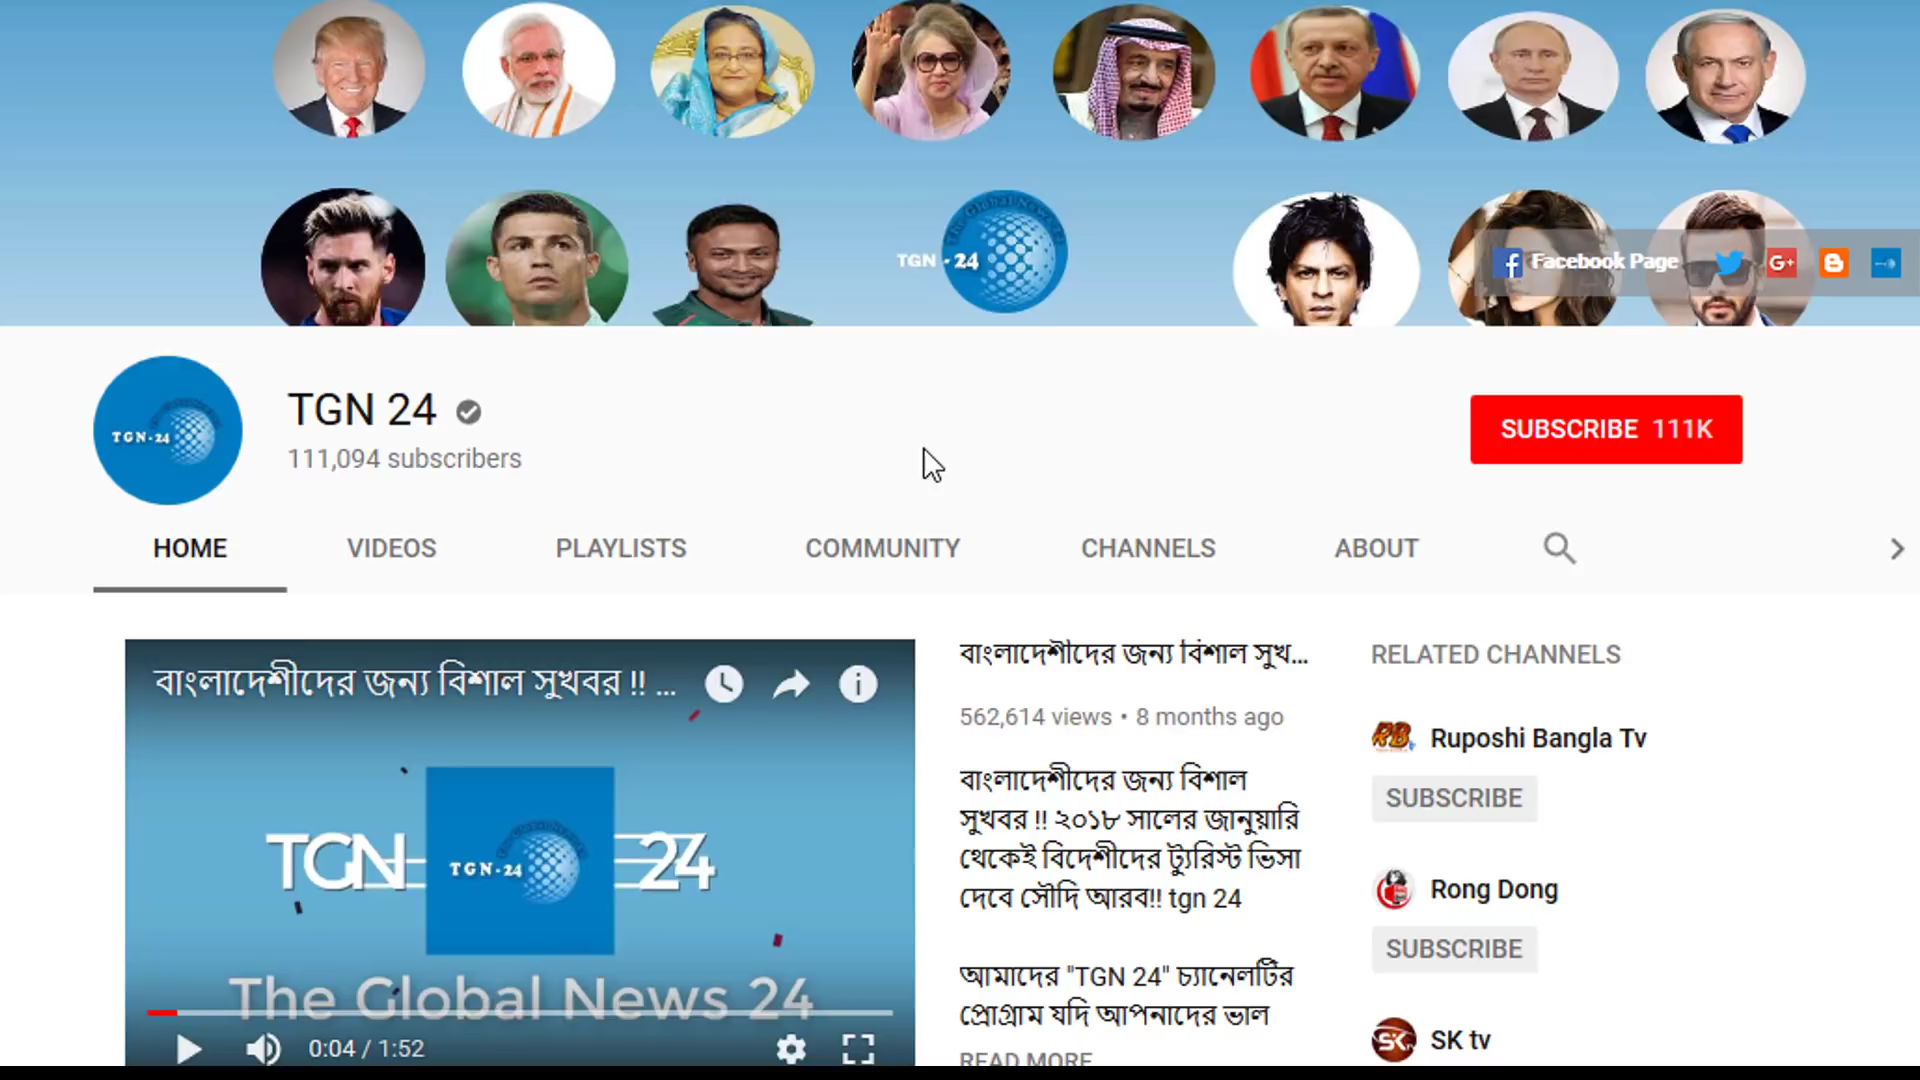 TGN - 24
Facebook Page
G+
TGN-24
TGN 24
111,094 subscribers
SUBSCRIBE 111K
HOME
VIDEOS
PLAYLISTS
COMMUNITY
CHANNELS
ABOUT
বাংলাদেশীদের জন্য বিশাল সুখবর !! ...
TGN
TGN-24
24
The Global News 24
0:04 / 1:52
বাংলাদেশীদের জন্য বিশাল সুখ...
562,614 views • 8 months ago
বাংলাদেশীদের জন্য বিশাল
সুখবর !! ২০১৮ সালের জানুয়ারি
থেকেই বিদেশীদের ট্যুরিস্ট ভিসা
দেবে সৌদি আরব!! tgn 24
আমাদের "TGN 24" চ্যানেলটির
প্রোগ্রাম যদি আপনাদের ভাল
READ MORE
RELATED CHANNELS
RB
Ruposhi Bangla Tv
SUBSCRIBE
Rong Dong
SUBSCRIBE
SK
SK tv